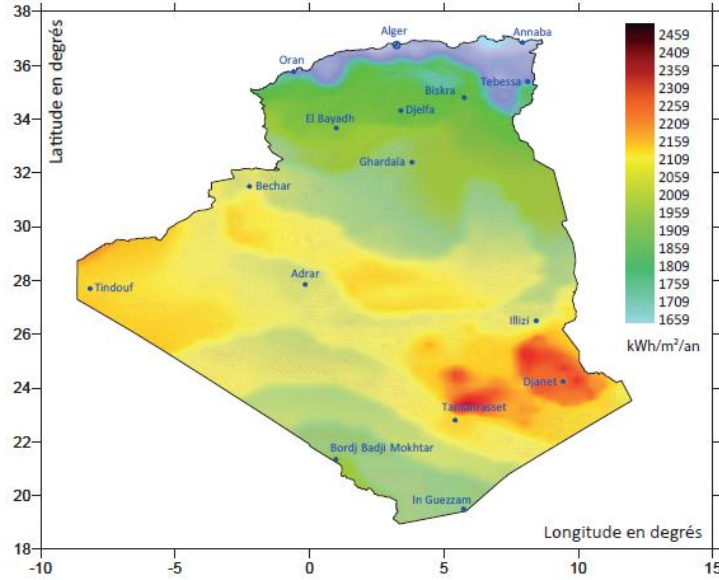 38
36
34
32
30
28
26
24
22
20
18
Latitude en degrés
Alger
Annaba
Oran
Tebessa
Biskra
Djelfa
El Bayadh
Ghardala
Bechar
Adrar
Tindouf
Illizi
Djanet
Tamanrasset
Bordj Badji Mokhtar
In Guezzam
2459
2409
2359
2309
2259
2209
2159
2109
2059
2009
1959
1909
1859
1809
1759
1709
1659
kWh/m²/an
Longitude en degrés
-10
-5
0
5
10
15